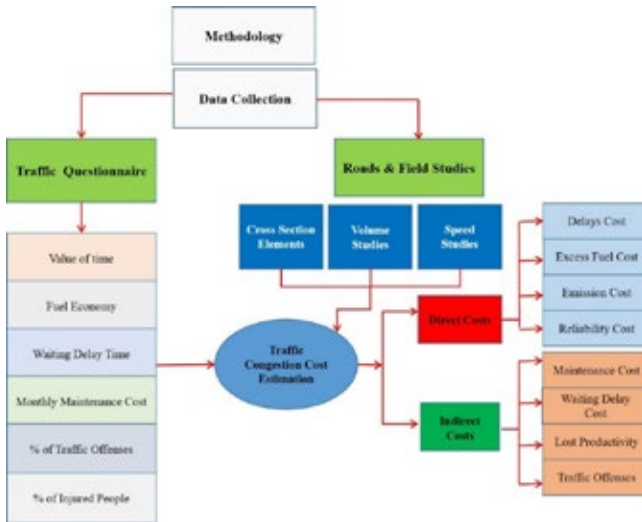 Methodology
Data Collection
Traffic Questionnaire
Roads & Field Studies
Cross Section
Elements
Volume
Studies
Speed
Studies
Value of time
Fuel Economy
Waiting Delay Time
Monthly Maintenance Cost
% of Traffic Offenses
% of Injured People
Traffic
Congestion Cost
Estimation
Direct Costs
Indirect
Costs
Delays Cost
Excess Fuel Cost
Emission Cost
Reliability Cost
Maintenance Cost
Waiting Delay
Cost
Lost Productivity
Traffic Offenses